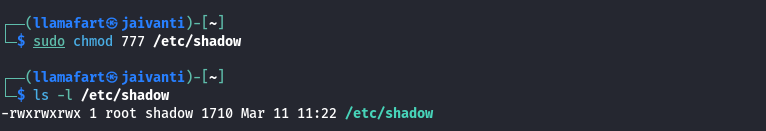 ┌──(llamafart㉿jaivanti)-[~]
└─$ sudo chmod 777 /etc/shadow
┌──(llamafart㉿jaivanti)-[~]
└─$ ls -l /etc/shadow
-rwxrwxrwx 1 root shadow 1710 Mar 11 11:22 /etc/shadow